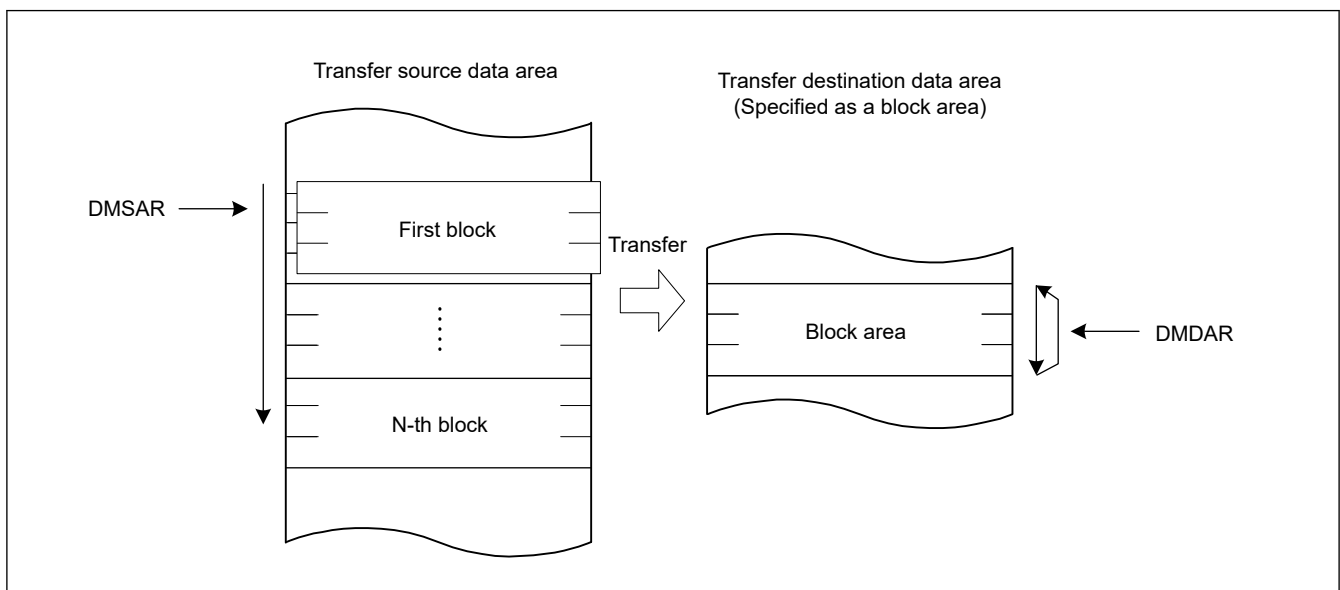 Transfer source data area
Transfer destination data area
(Specified as a block area)
DMSAR
First block
Transfer
Block area
DMDAR
N-th block